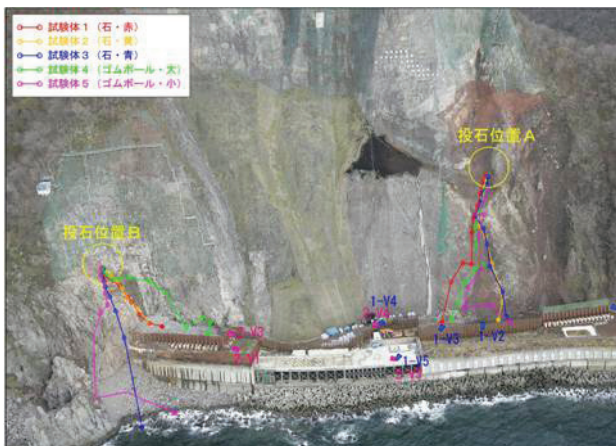 試験体1（石・赤）
試験体2（石・黄）
試験体3（石・青）
試験体4（ゴムボール・大）
試験体5（ゴムボール・小）
投石位置A
投石位置B
1-V4
1-V3
1-V2
1-V5